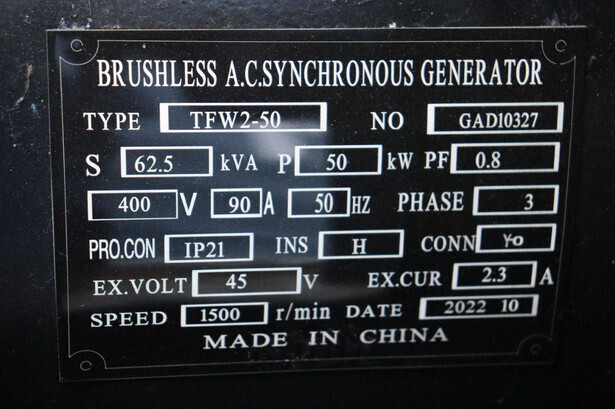 BRUSHLESS A.C.SYNCHRONOUS GENERATOR
TYPE TFW2-50 NO GAD10327
S 62.5 kVA P 50 kW PF 0.8
400 V 90 A 50 HZ PHASE 3
PRO.CON IP21 INS H CONN Y-o
EX.VOLT 45 V EX.CUR 2.3 A
SPEED 1500 r/min DATE 2022 10
MADE IN CHINA